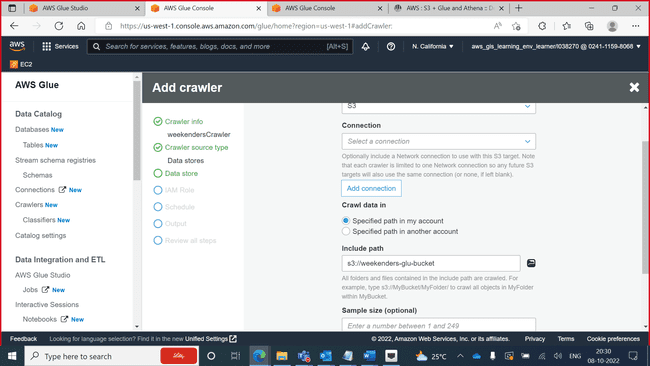 AWS Glue Studio
AWS Glue Console
AWS Glue Console
AWS : S3 + Glue and Athena :: D
https://us-west-1.console.aws.amazon.com/glue/home?region=us-west-1#addCrawler:
aws
Services
Search for services, features, blogs, docs, and more
[Alt+S]
N. California
aws_gls_learning_env_learner/l038270 @ 0241-1159-8068
EC2
AWS Glue
Add crawler
Data Catalog
Databases New
Tables New
Stream schema registries
Schemas
Connections New
Crawlers New
Classifiers New
Catalog settings
Data Integration and ETL
AWS Glue Studio
Jobs New
Interactive Sessions
Notebooks New
Crawler info
weekendersCrawler
Crawler source type
Data stores
Data store
IAM Role
Schedule
Output
Review all steps
S3
Connection
Select a connection
Optionally include a Network connection to use with this S3 target. Note
that each crawler is limited to one Network connection so any future S3
targets will also use the same connection (or none, if left blank).
Add connection
Crawl data in
Specified path in my account
Specified path in another account
Include path
s3://weekenders-glu-bucket
All folders and files contained in the include path are crawled. For
example, type s3://MyBucket/MyFolder/ to crawl all objects in MyFolder
within MyBucket.
Sample size (optional)
Enter a number between 1 and 249
Feedback
Looking for language selection? Find it in the new Unified Settings
© 2022, Amazon Web Services, Inc. or its affiliates.
Privacy
Terms
Cookie preferences
Type here to search
25°C
ENG
20:30
08-10-2022